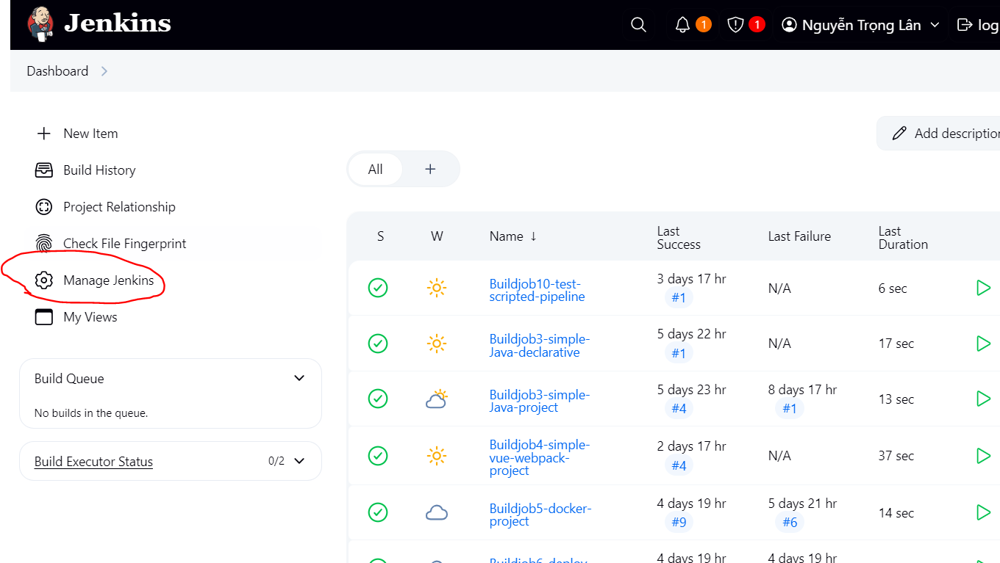 Jenkins
1
1
Nguyễn Trọng Lân
log
Dashboard
New Item
Build History
Project Relationship
Check File Fingerprint
Manage Jenkins
My Views
Build Queue
No builds in the queue.
Build Executor Status
0/2
Add description
All
+
S
W
Name ↓
Last
Success
Last Failure
Last
Duration
Buildjob10-test-
scripted-pipeline
3 days 17 hr
#1
N/A
6 sec
Buildjob3-simple-
Java-declarative
5 days 22 hr
#1
N/A
17 sec
Buildjob3-simple-
Java-project
5 days 23 hr
#4
8 days 17 hr
#1
13 sec
Buildjob4-simple-
vue-webpack-
project
2 days 17 hr
#4
N/A
37 sec
Buildjob5-docker-
project
4 days 19 hr
#9
5 days 21 hr
#6
14 sec
Buildjob6-deploy-
4 days 19 hr
4 days 19 hr